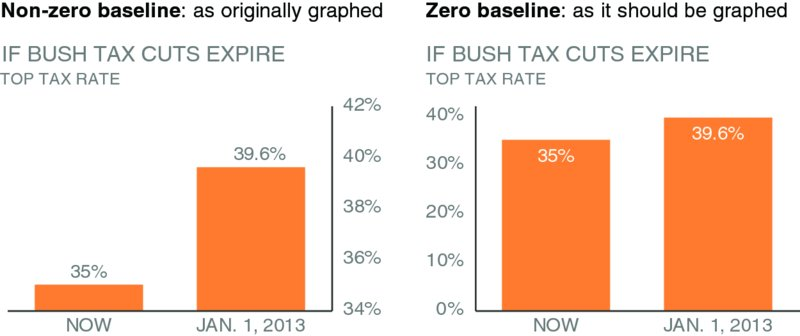 Non-zero baseline: as originally graphed
IF BUSH TAX CUTS EXPIRE
TOP TAX RATE
42%
40%
38%
36%
34%
35%
39.6%
NOW
JAN. 1, 2013
Zero baseline: as it should be graphed
IF BUSH TAX CUTS EXPIRE
TOP TAX RATE
40%
30%
20%
10%
0%
35%
39.6%
NOW
JAN. 1, 2013